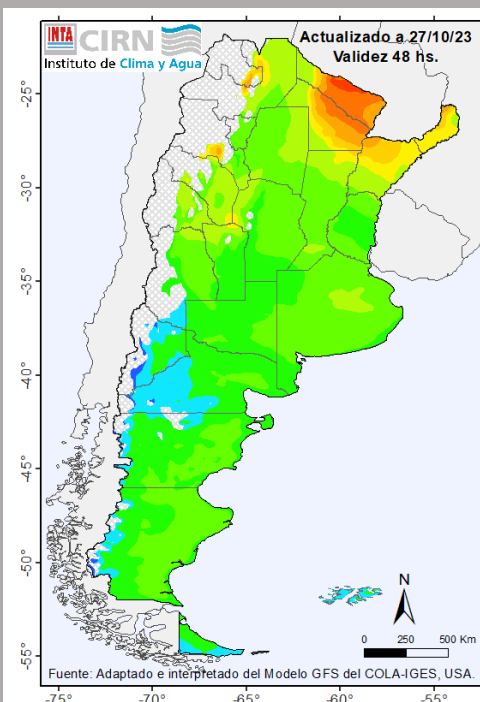 INTA CIRN
Instituto de Clima y Agua
Actualizado a 27/10/23
Validez 48 hs.
-25°
-30°
-35°
-40°
-45°
-50°
-55°
N
0 250 500 Km
Fuente: Adaptado e interpretado del Modelo GFS del COLA-IGES, USA.
-75° -70° -65° -60° -55°